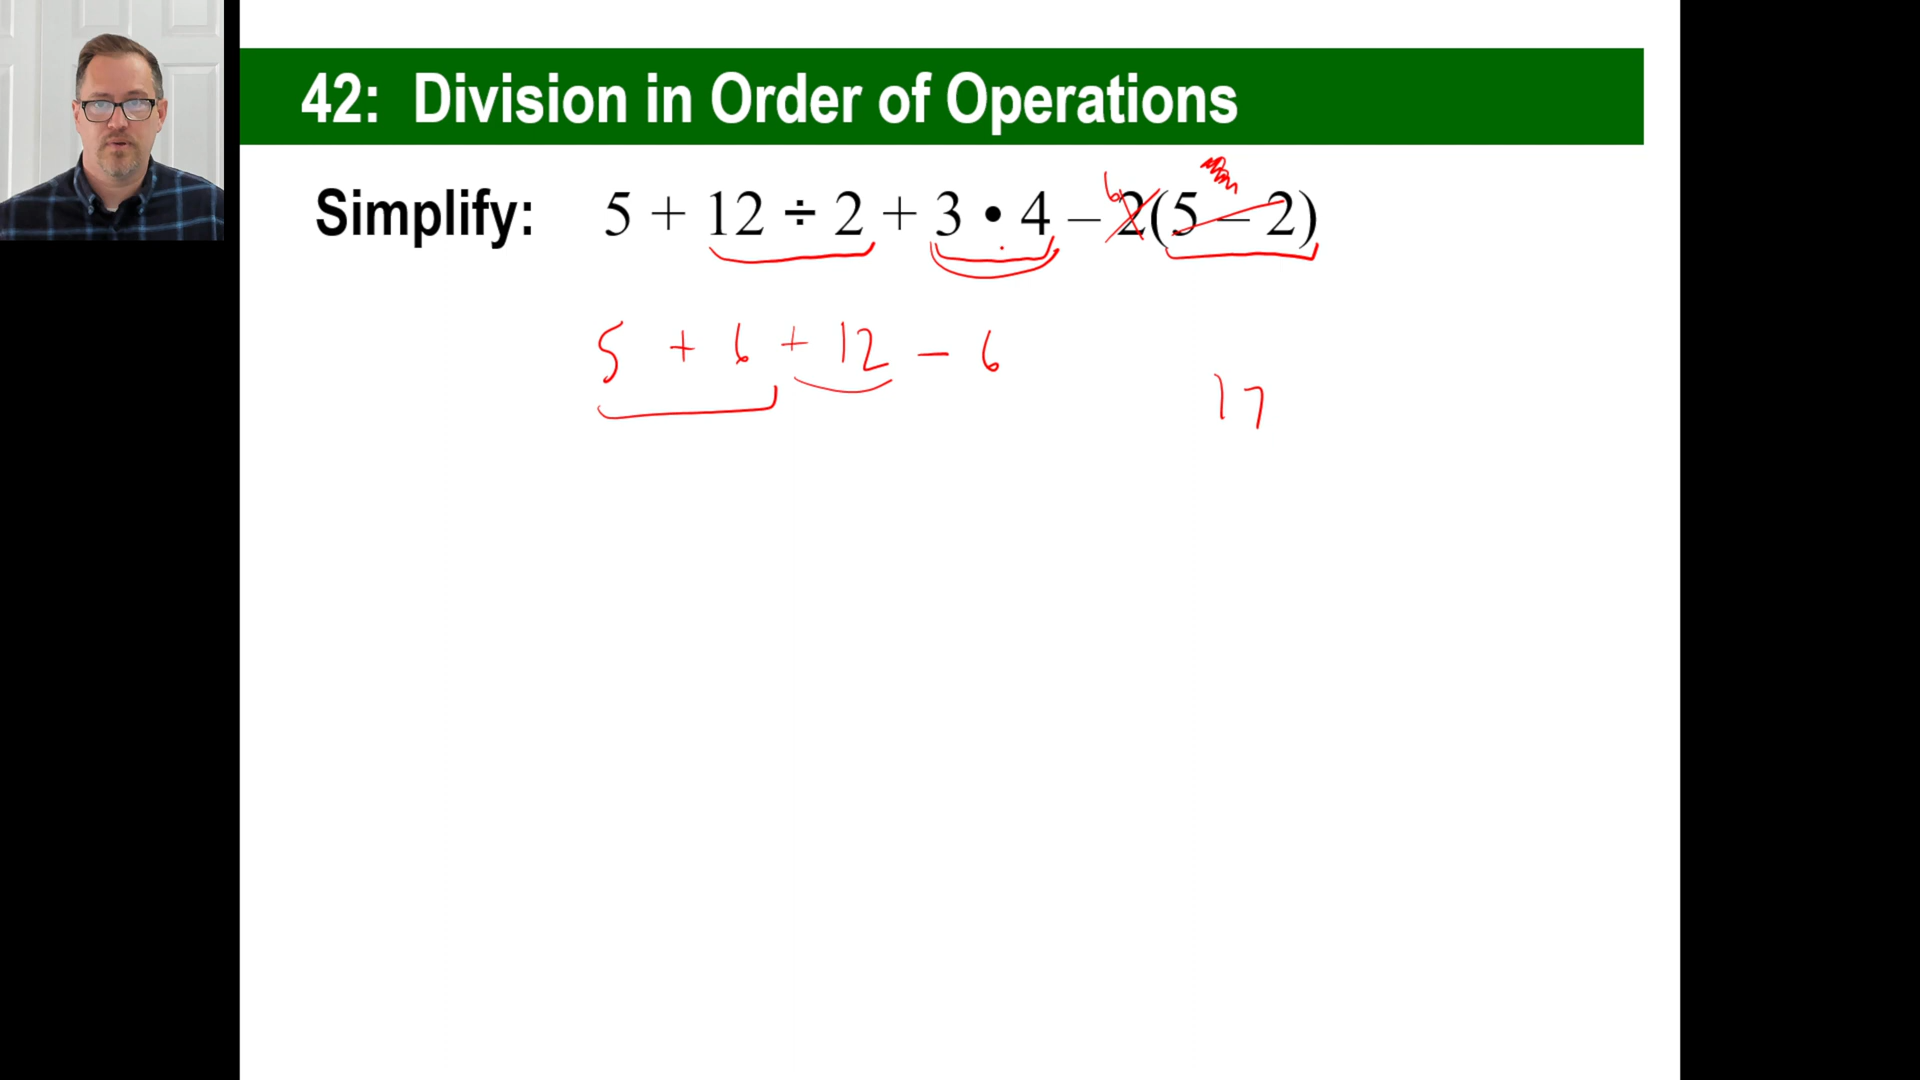 42: Division in Order of Operations
Simplify: 5 + 12 ÷ 2 + 3 • 4 – 2(5 – 2)
6
5 + 6 + 12 – 6
17